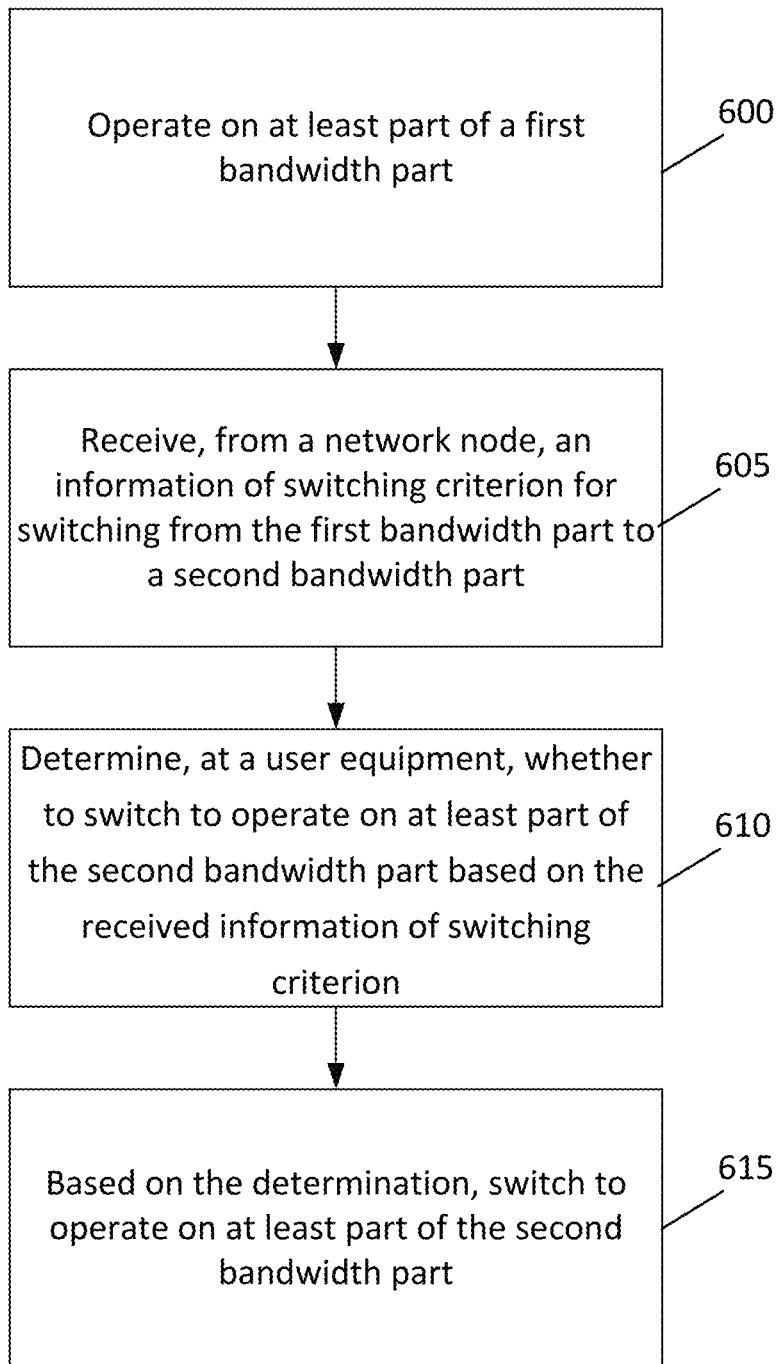 Operate on at least part of a first
bandwidth part
600
Receive, from a network node, an
information of switching criterion for
switching from the first bandwidth part to
a second bandwidth part
605
Determine, at a user equipment, whether
to switch to operate on at least part of
the second bandwidth part based on the
received information of switching
criterion
610
Based on the determination, switch to
operate on at least part of the second
bandwidth part
615